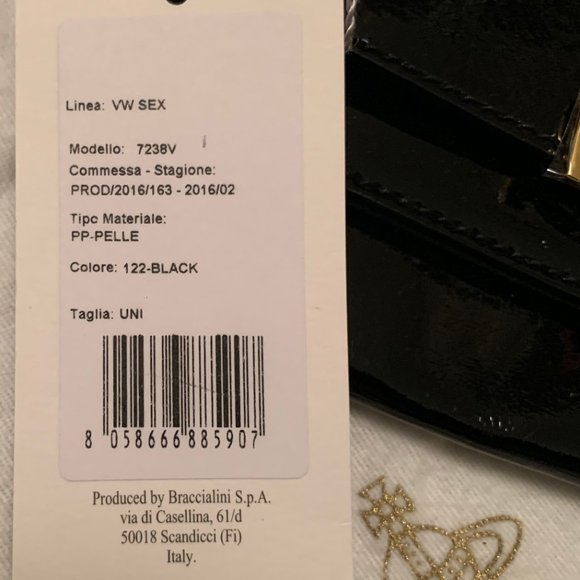 Linea: VW SEX
Modello: 7238V
Commessa - Stagione:
PROD/2016/163 - 2016/02
Tipo Materiale:
PP-PELLE
Colore: 122-BLACK
Taglia: UNI
8 058666 885907
Produced by Braccialini S.p.A.
via di Casellina, 61/d
50018 Scandicci (Fi)
Italy.